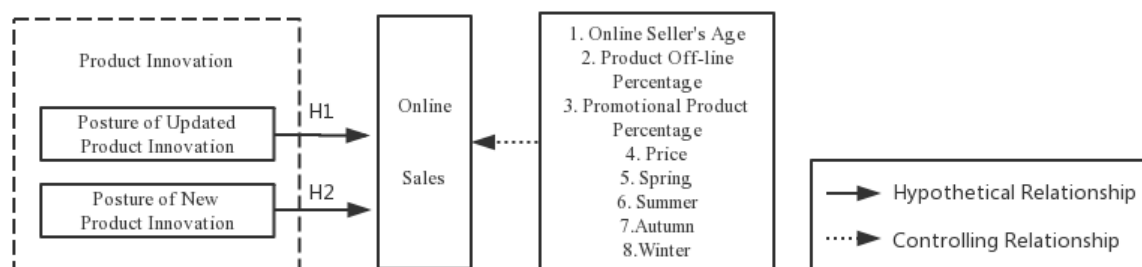 Product Innovation
Posture of Updated
Product Innovation
H1
Posture of New
Product Innovation
H2
Online
Sales
1. Online Seller's Age
2. Product Off-line
Percentage
3. Promotional Product
Percentage
4. Price
5. Spring
6. Summer
7.Autumn
8.Winter
Hypothetical Relationship
Controlling Relationship